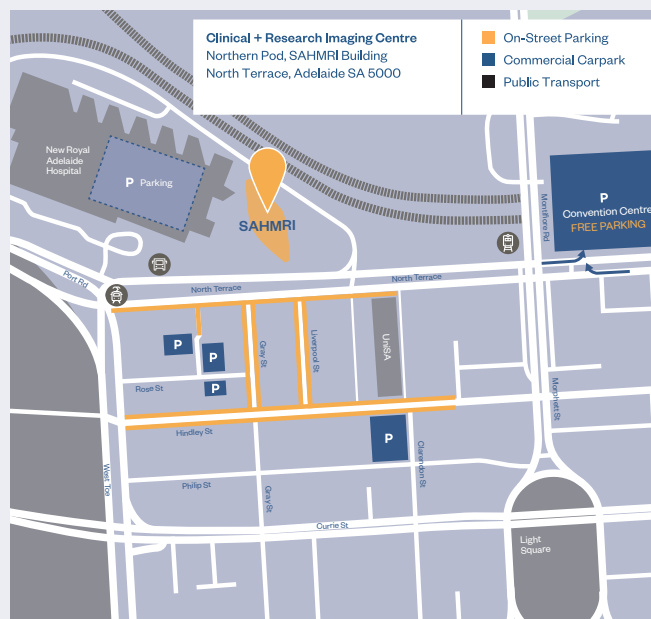 Clinical + Research Imaging Centre
Northern Pod, SAHMRI Building
North Terrace, Adelaide SA 5000
On-Street Parking
Commercial Carpark
Public Transport
New Royal
Adelaide
Hospital
P Parking
SAHMRI
Montifiore Rd
P
Convention Centre
FREE PARKING
Port Rd
North Terrace
North Terrace
P
P
P
Gray St
Liverpool St
UniSA
Rose St
Hindley St
P
Morphett St
West Tce
Philip St
Gray St
Clarendon St
Currie St
Light
Square